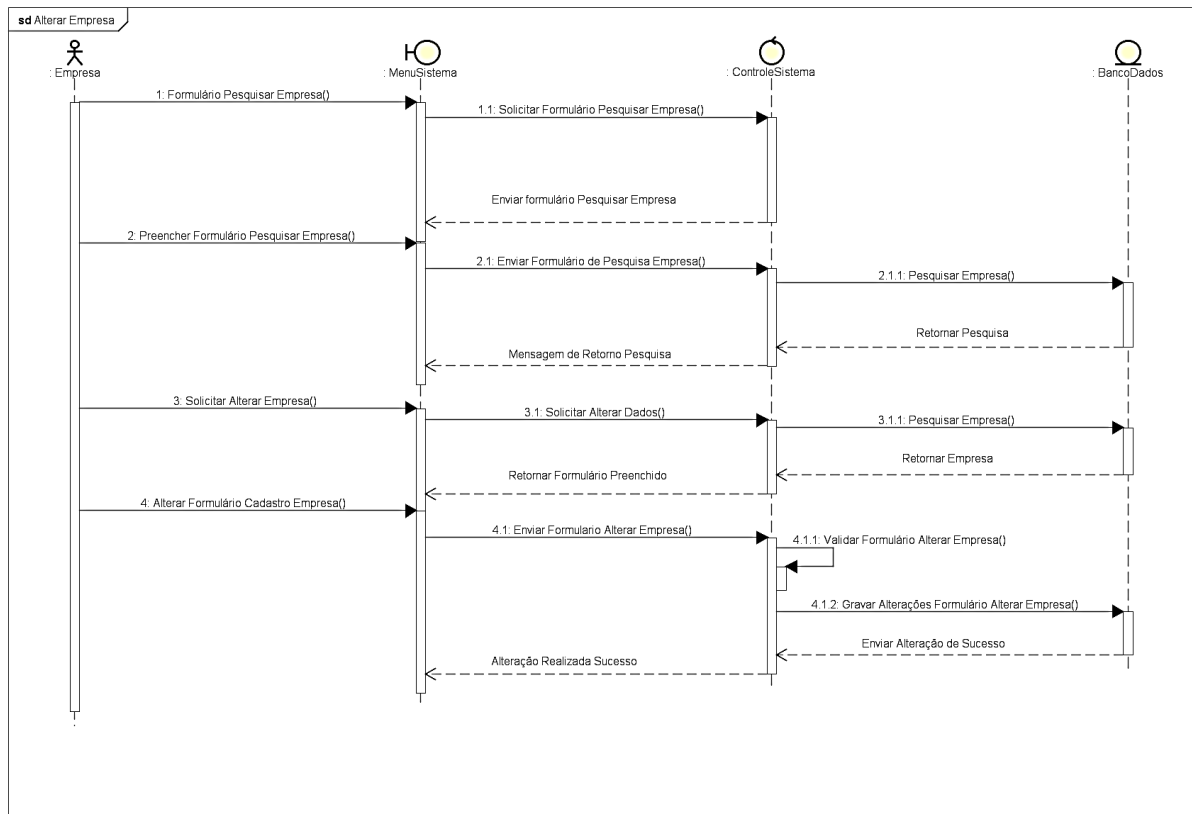 sd Alterar Empresa
: Empresa
: MenuSistema
: ControleSistema
: BancoDados
1: Formulário Pesquisar Empresa()
1.1: Solicitar Formulário Pesquisar Empresa()
Enviar formulário Pesquisar Empresa
2: Preencher Formulário Pesquisar Empresa()
2.1: Enviar Formulário de Pesquisa Empresa()
2.1.1: Pesquisar Empresa()
Retornar Pesquisa
Mensagem de Retorno Pesquisa
3: Solicitar Alterar Empresa()
3.1: Solicitar Alterar Dados()
3.1.1: Pesquisar Empresa()
Retornar Empresa
Retornar Formulário Preenchido
4: Alterar Formulário Cadastro Empresa()
4.1: Enviar Formulario Alterar Empresa()
4.1.1: Validar Formulário Alterar Empresa()
4.1.2: Gravar Alterações Formulário Alterar Empresa()
Enviar Alteração de Sucesso
Alteração Realizada Sucesso